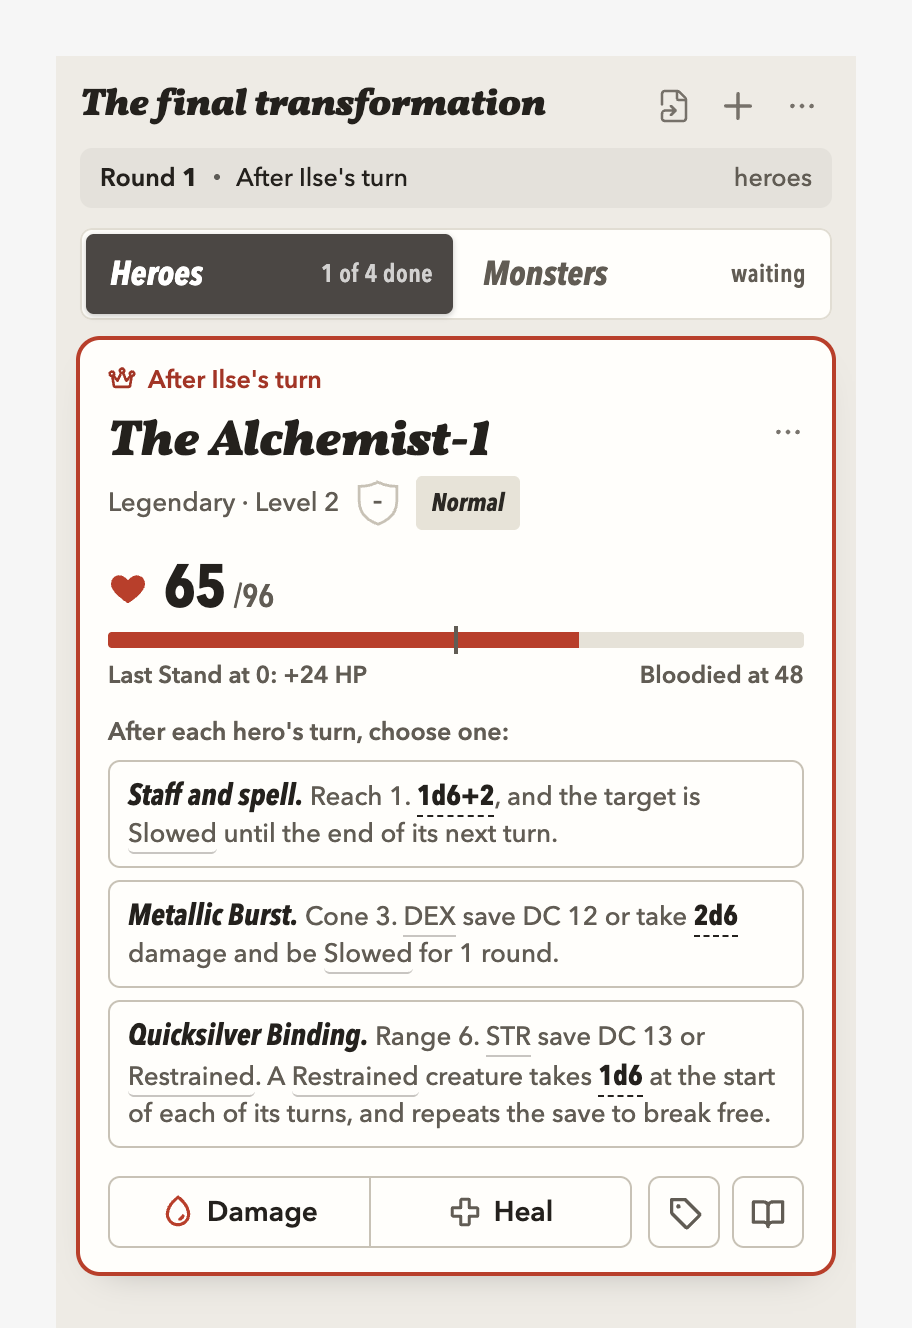 The final transformation
Round 1 • After Ilse's turn heroes
Heroes 1 of 4 done Monsters waiting
After Ilse's turn
The Alchemist-1
Legendary · Level 2 - Normal
65 /96
Last Stand at 0: +24 HP Bloodied at 48
After each hero's turn, choose one:
Staff and spell. Reach 1. 1d6+2, and the target is
Slowed until the end of its next turn.
Metallic Burst. Cone 3. DEX save DC 12 or take 2d6
damage and be Slowed for 1 round.
Quicksilver Binding. Range 6. STR save DC 13 or
Restrained. A Restrained creature takes 1d6 at the start
of each of its turns, and repeats the save to break free.
Damage Heal